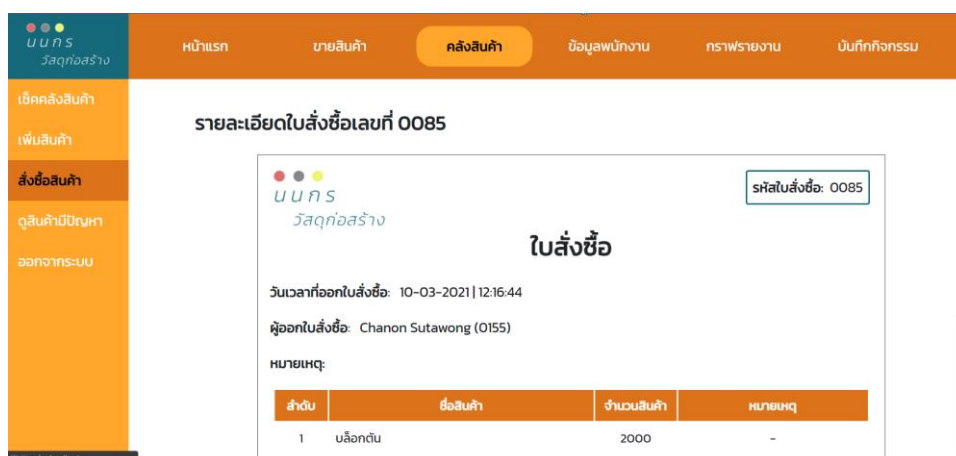 นนทร
วัสดุก่อสร้าง
หน้าแรก ขายสินค้า คลังสินค้า ข้อมูลพนักงาน กราฟรายงาน บันทึกกิจกรรม
เช็คคลังสินค้า
เพิ่มสินค้า
สั่งซื้อสินค้า
ดูสินค้ามีปัญหา
ออกจากระบบ
รายละเอียดใบสั่งซื้อเลขที่ 0085
นนทร
วัสดุก่อสร้าง
รหัสใบสั่งซื้อ: 0085
ใบสั่งซื้อ
วันเวลาที่ออกใบสั่งซื้อ: 10-03-2021 | 12:16:44
ผู้ออกใบสั่งซื้อ: Chanon Sutawong (0155)
หมายเหตุ:
ลำดับ ชื่อสินค้า จำนวนสินค้า หมายเหตุ
1 บล็อกตัน 2000 -